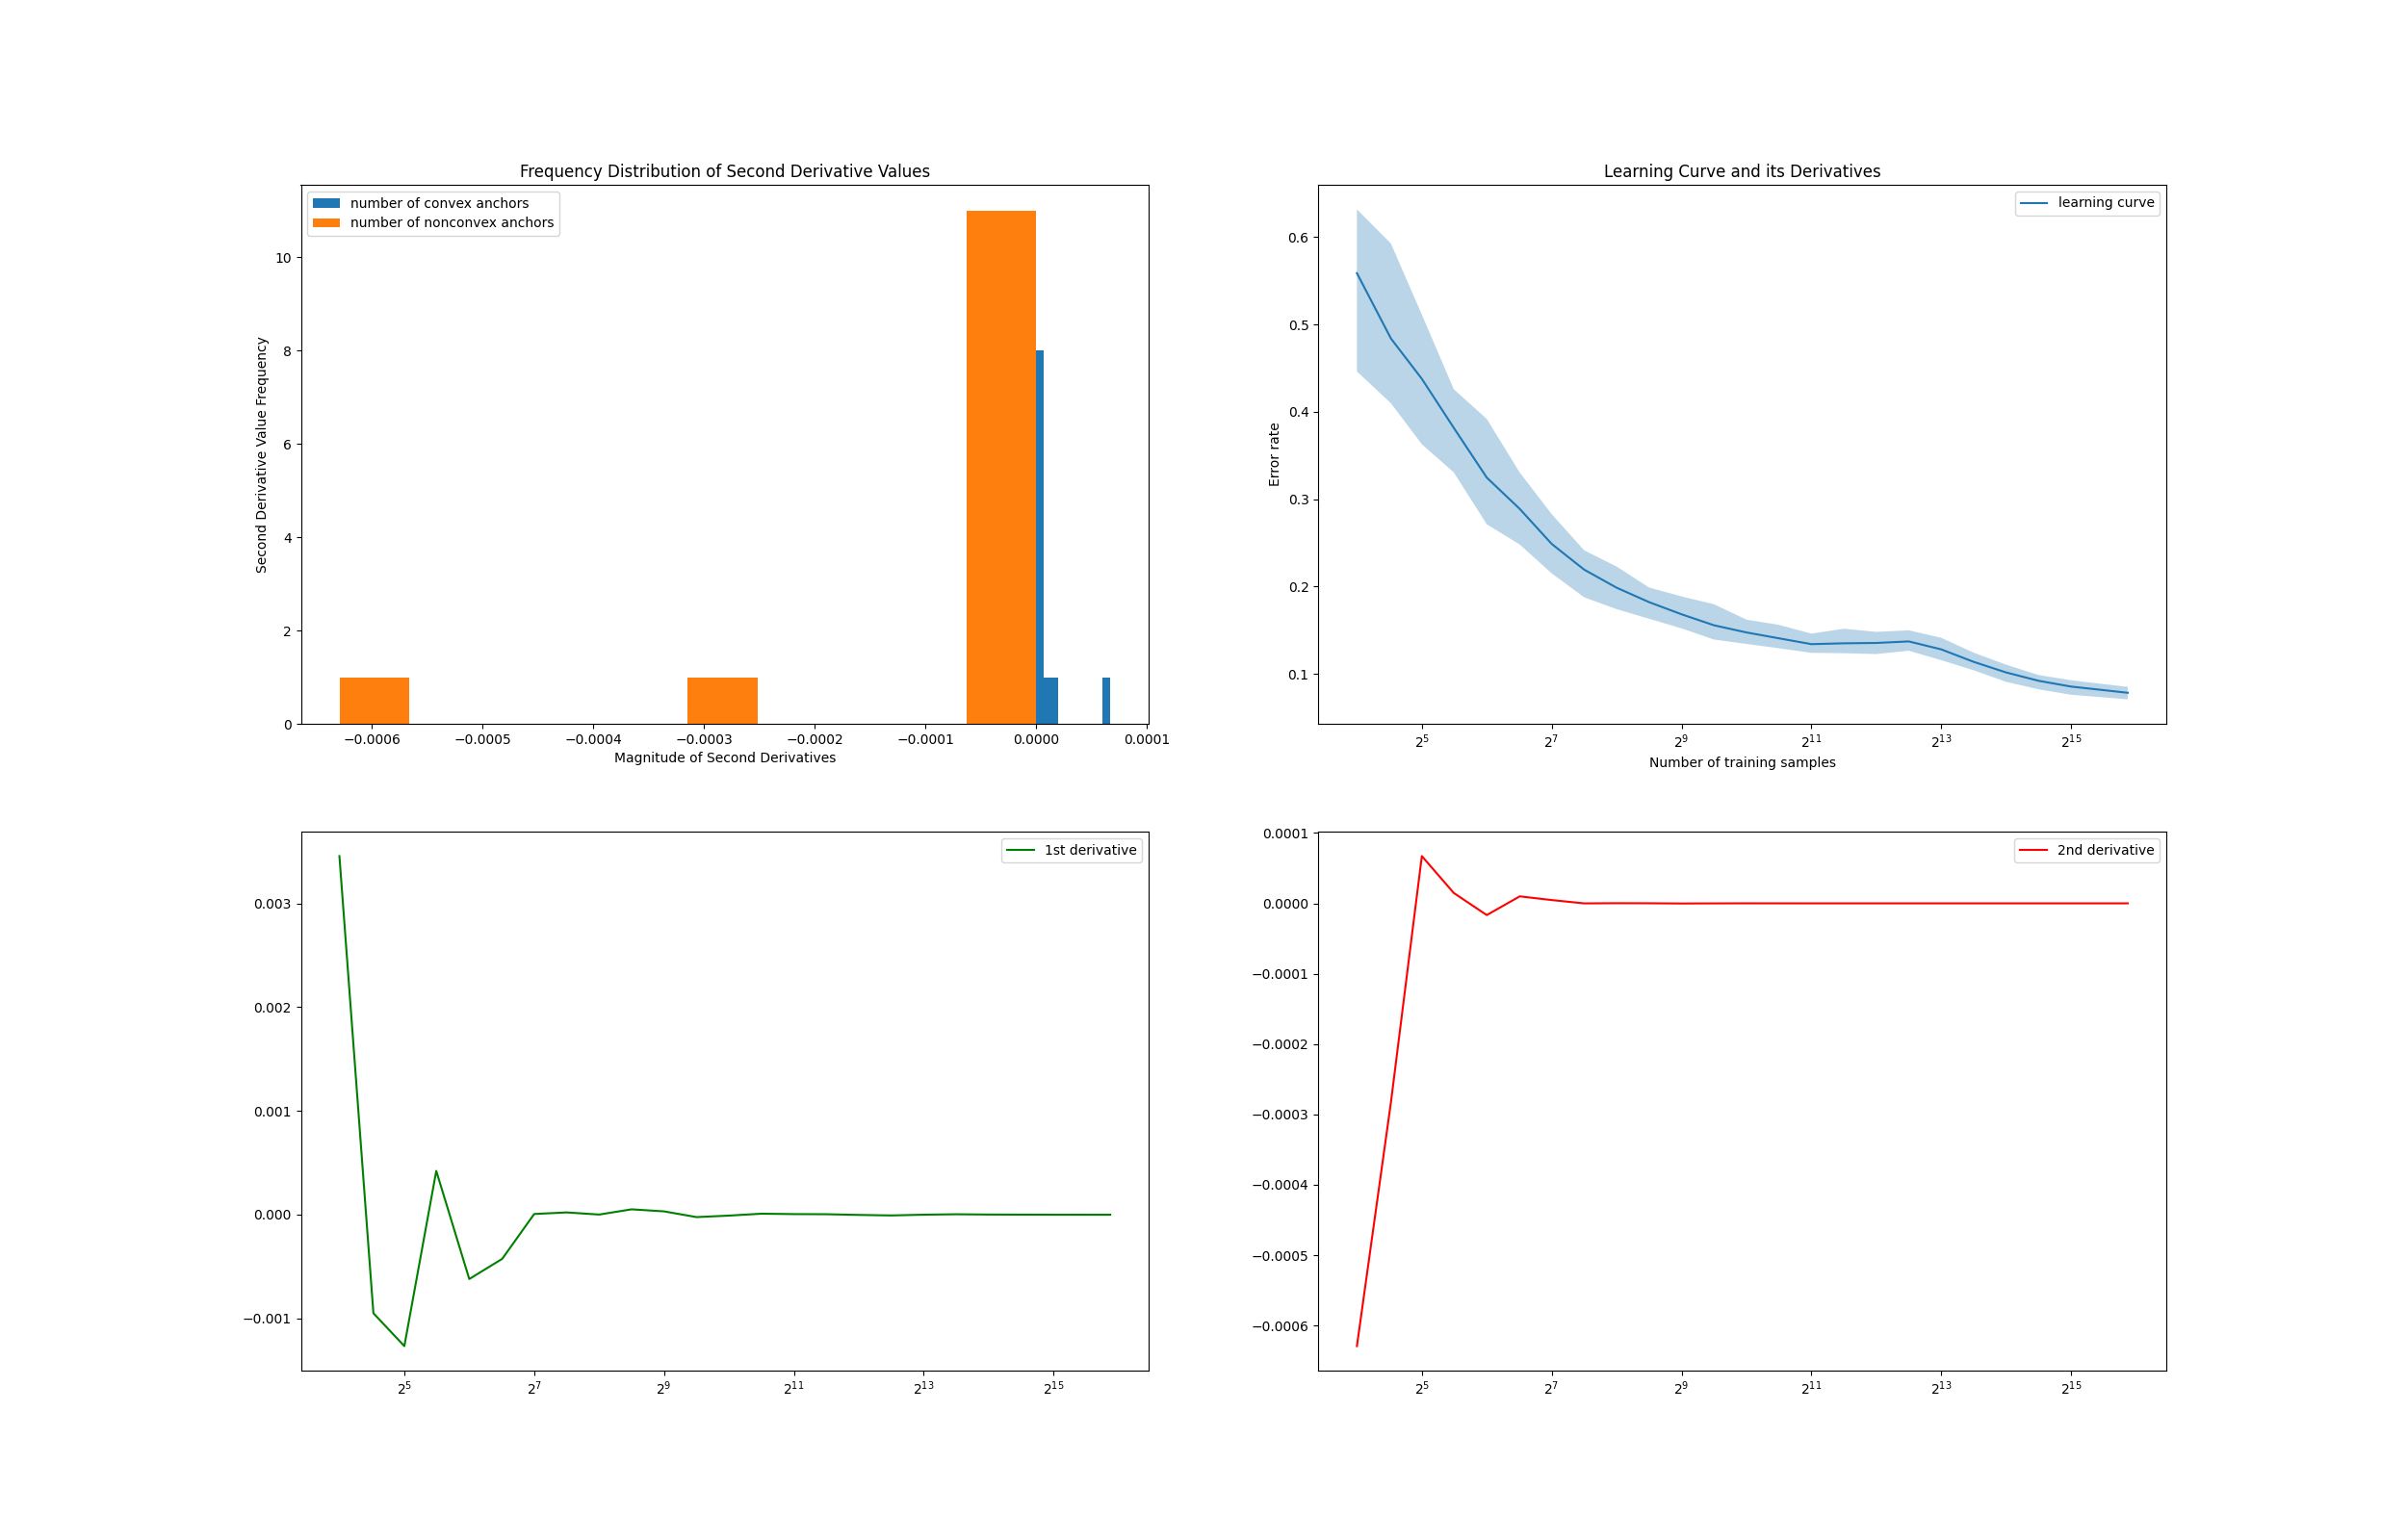 Frequency Distribution of Second Derivative Values
number of convex anchors
number of nonconvex anchors
Second Derivative Value Frequency
10
8
6
4
2
0
−0.0006 −0.0005 −0.0004 −0.0003 −0.0002 −0.0001 0.0000 0.0001
Magnitude of Second Derivatives
Learning Curve and its Derivatives
learning curve
Error rate
0.6
0.5
0.4
0.3
0.2
0.1
2^5 2^7 2^9 2^11 2^13 2^15
Number of training samples
1st derivative
0.003
0.002
0.001
0.000
−0.001
2^5 2^7 2^9 2^11 2^13 2^15
2nd derivative
0.0001
0.0000
−0.0001
−0.0002
−0.0003
−0.0004
−0.0005
−0.0006
2^5 2^7 2^9 2^11 2^13 2^15